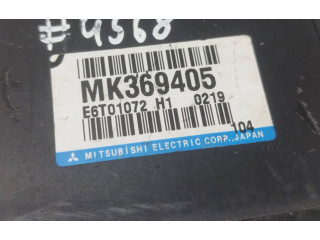 #4568
MK369405
E6T01072 H1 0219
104
MITSUBISHI ELECTRIC CORP., JAPAN